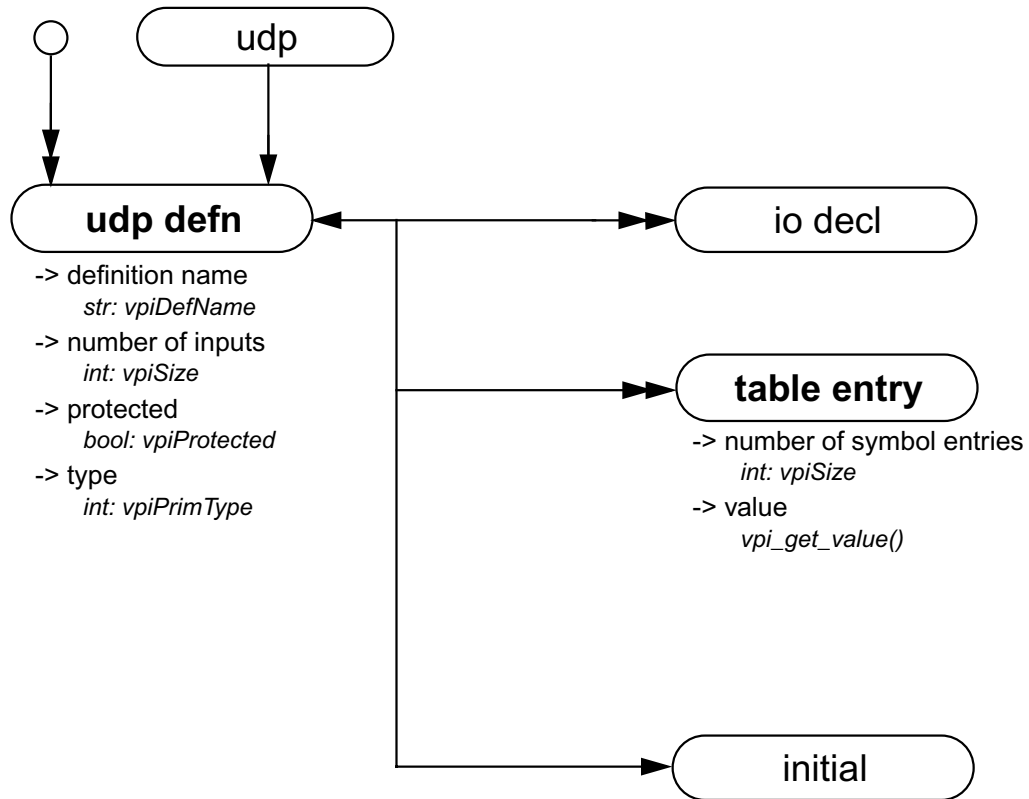 udp
udp defn
-> definition name
str: vpiDefName
-> number of inputs
int: vpiSize
-> protected
bool: vpiProtected
-> type
int: vpiPrimType
io decl
table entry
-> number of symbol entries
int: vpiSize
-> value
vpi_get_value()
initial